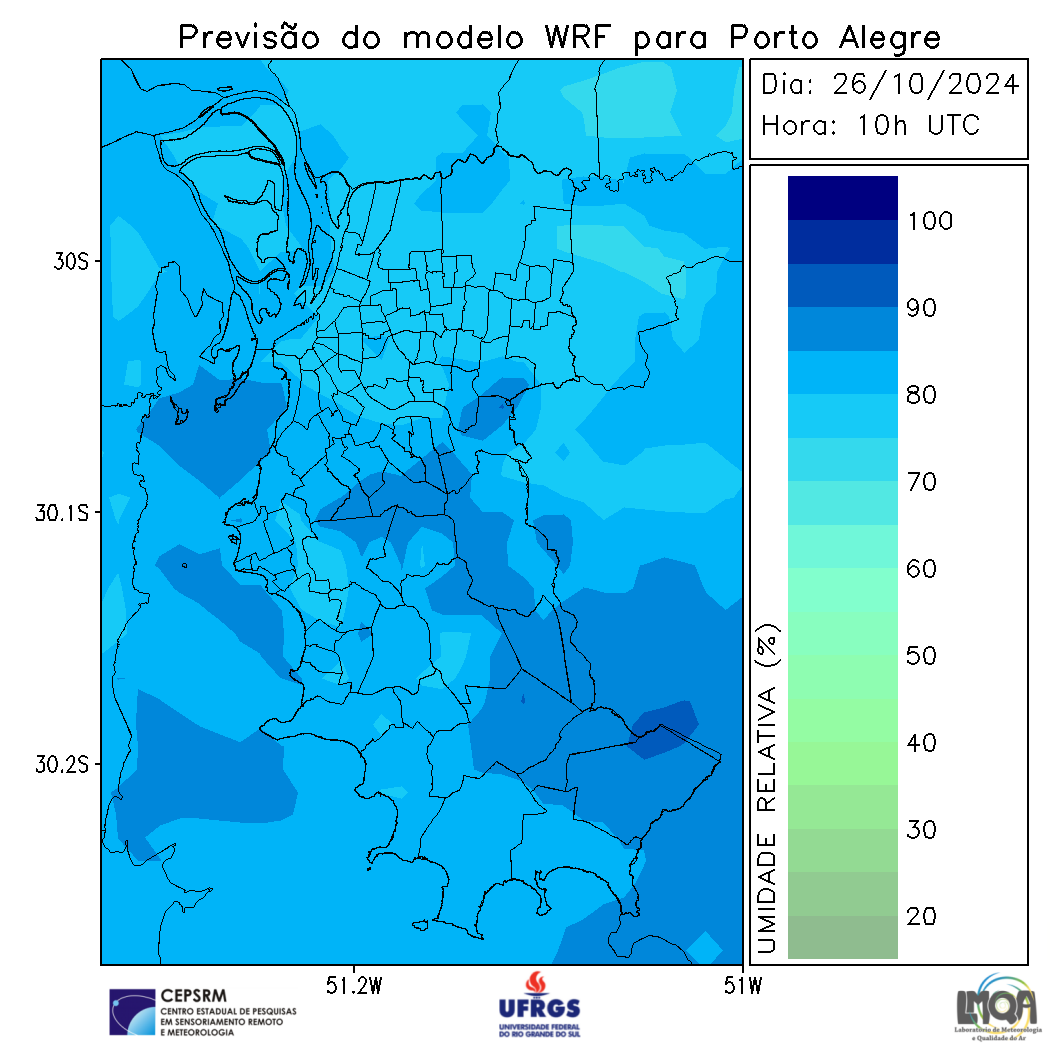 Previsão do modelo WRF para Porto Alegre
Dia: 26/10/2024
Hora: 10h UTC
30S
30.1S
30.2S
51.2W
51W
UMIDADE RELATIVA (%)
100
90
80
70
60
50
40
30
20
CEPSRM
CENTRO ESTADUAL DE PESQUISAS
EM SENSORIAMENTO REMOTO
E METEOROLOGIA
UFRGS
UNIVERSIDADE FEDERAL
DO RIO GRANDE DO SUL
LMQA
Laboratório de Meteorologia
e Qualidade do Ar